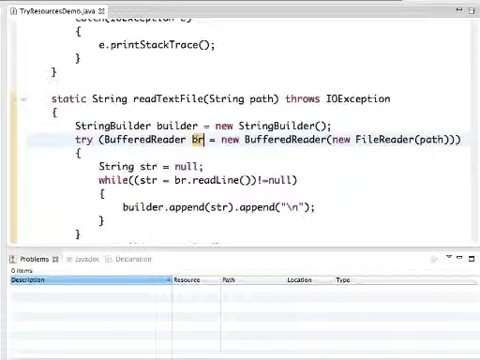 TryResourcesDemo.java
catch(IOException e)
{
e.printStackTrace();
}
}
static String readTextFile(String path) throws IOException
{
StringBuilder builder = new StringBuilder();
try (BufferedReader br = new BufferedReader(new FileReader(path)))
{
String str = null;
while((str = br.readLine())!=null)
{
builder.append(str).append("\n");
}
}
Problems Javadoc Declaration
0 items
Description Resource Path Location Type